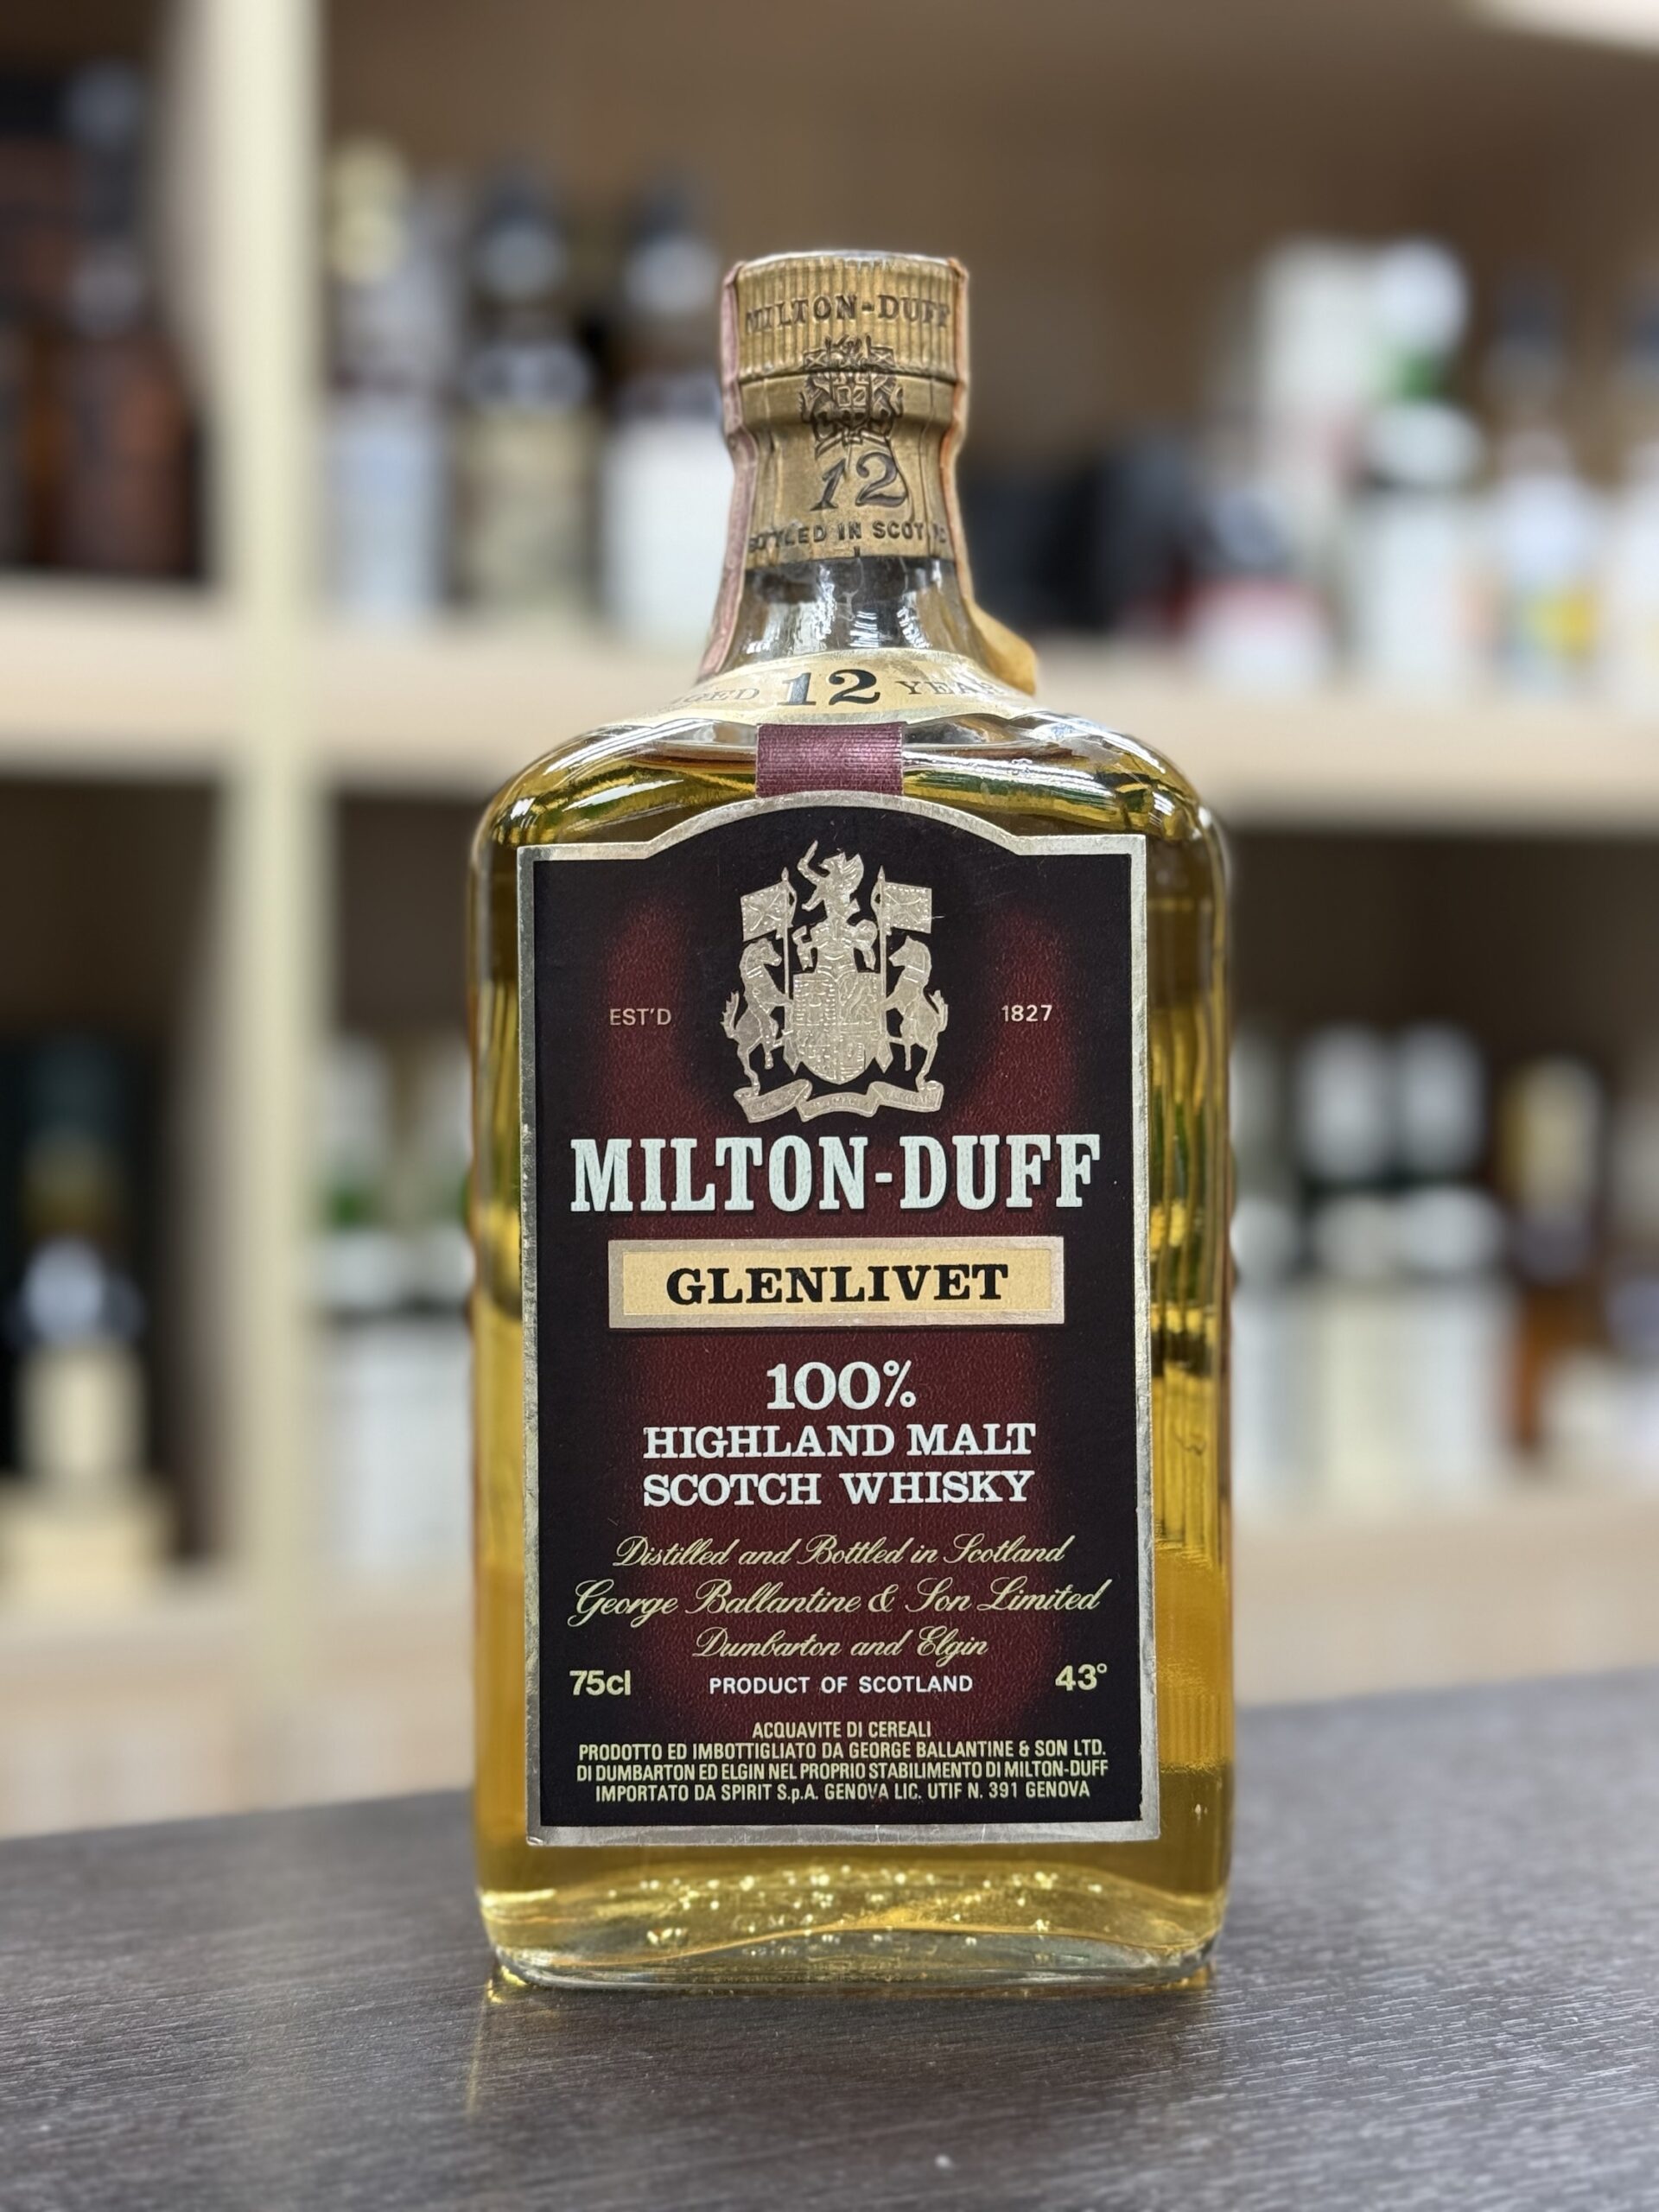 MILTON-DUFF
12
BOTTLED IN SCOT
AGED 12 YEARS
EST'D 1827
MILTON-DUFF
GLENLIVET
100%
HIGHLAND MALT
SCOTCH WHISKY
Distilled and Bottled in Scotland
George Ballantine & Son Limited
Dumbarton and Elgin
75cl PRODUCT OF SCOTLAND 43°
ACQUAVITE DI CEREALI
PRODOTTO ED IMBOTTIGLIATO DA GEORGE BALLANTINE & SON LTD.
DI DUMBARTON ED ELGIN NEL PROPRIO STABILIMENTO DI MILTON-DUFF
IMPORTATO DA SPIRIT S.p.A. GENOVA LIC. UTIF N. 391 GENOVA